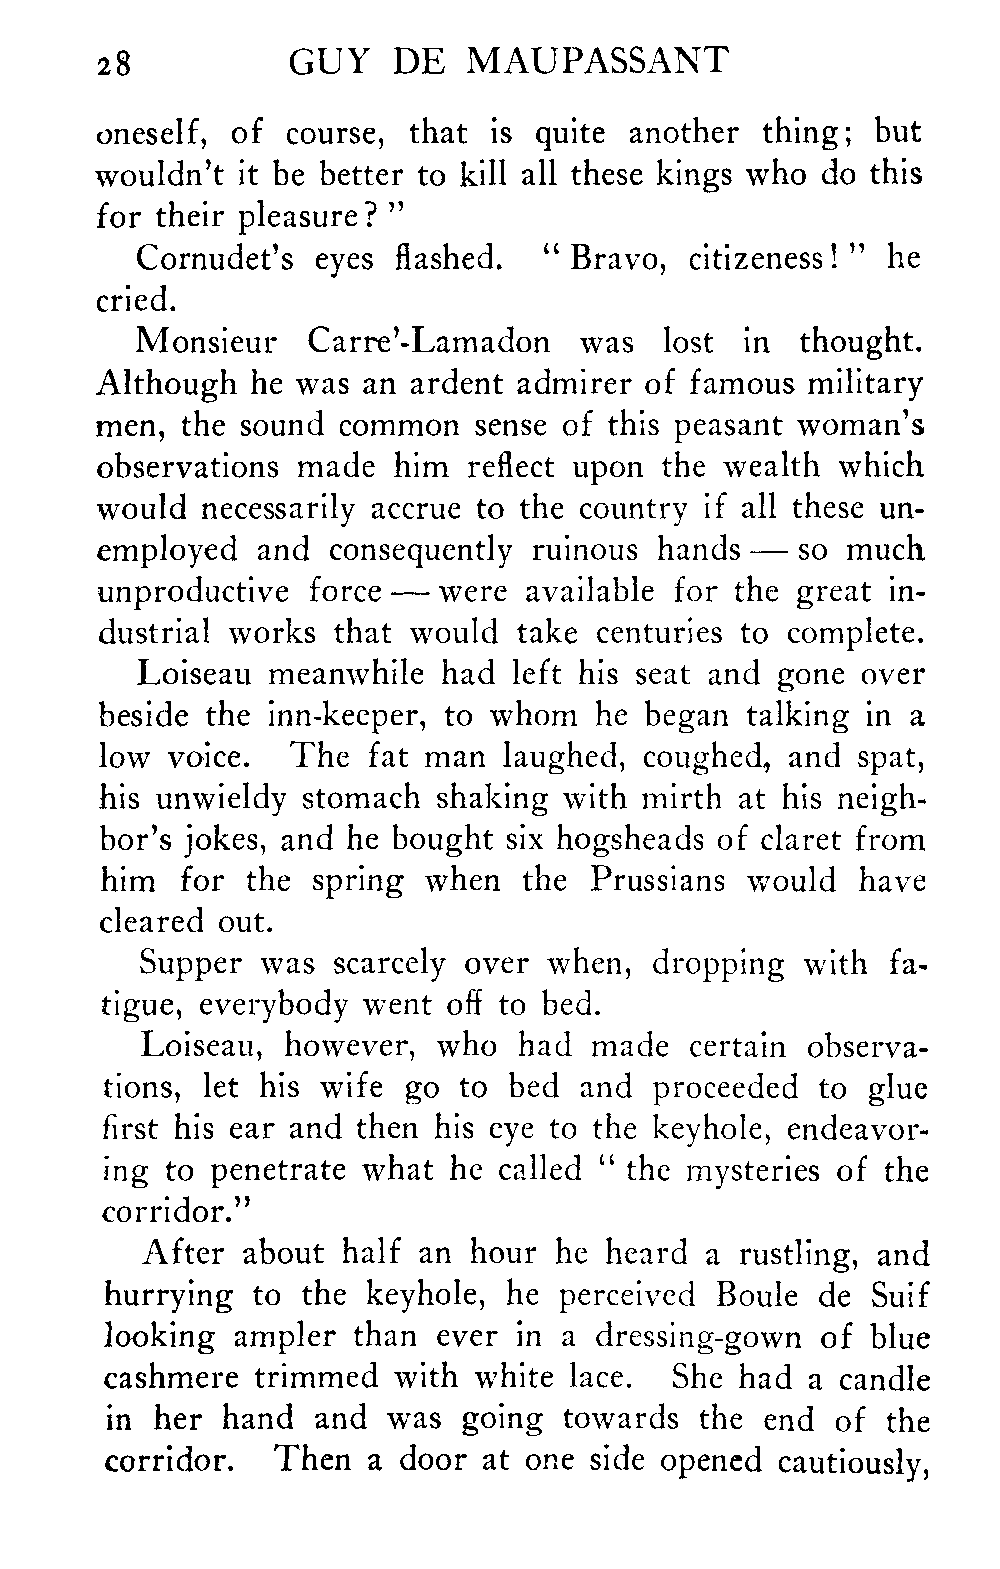 28 GUY DE MAUPASSANT
oneself, of course, that is quite another thing; but
wouldn't it be better to kill all these kings who do this
for their pleasure? "
Cornudet's eyes flashed. " Bravo, citizeness! " he
cried.
Monsieur Carre'-Lamadon was lost in thought.
Although he was an ardent admirer of famous military
men, the sound common sense of this peasant woman's
observations made him reflect upon the wealth which
would necessarily accrue to the country if all these un-
employed and consequently ruinous hands — so much
unproductive force — were available for the great in-
dustrial works that would take centuries to complete.
Loiseau meanwhile had left his seat and gone over
beside the inn-keeper, to whom he began talking in a
low voice. The fat man laughed, coughed, and spat,
his unwieldy stomach shaking with mirth at his neigh-
bor's jokes, and he bought six hogsheads of claret from
him for the spring when the Prussians would have
cleared out.
Supper was scarcely over when, dropping with fa-
tigue, everybody went off to bed.
Loiseau, however, who had made certain observa-
tions, let his wife go to bed and proceeded to glue
first his ear and then his eye to the keyhole, endeavor-
ing to penetrate what he called " the mysteries of the
corridor."
After about half an hour he heard a rustling, and
hurrying to the keyhole, he perceived Boule de Suif
looking ampler than ever in a dressing-gown of blue
cashmere trimmed with white lace. She had a candle
in her hand and was going towards the end of the
corridor. Then a door at one side opened cautiously,